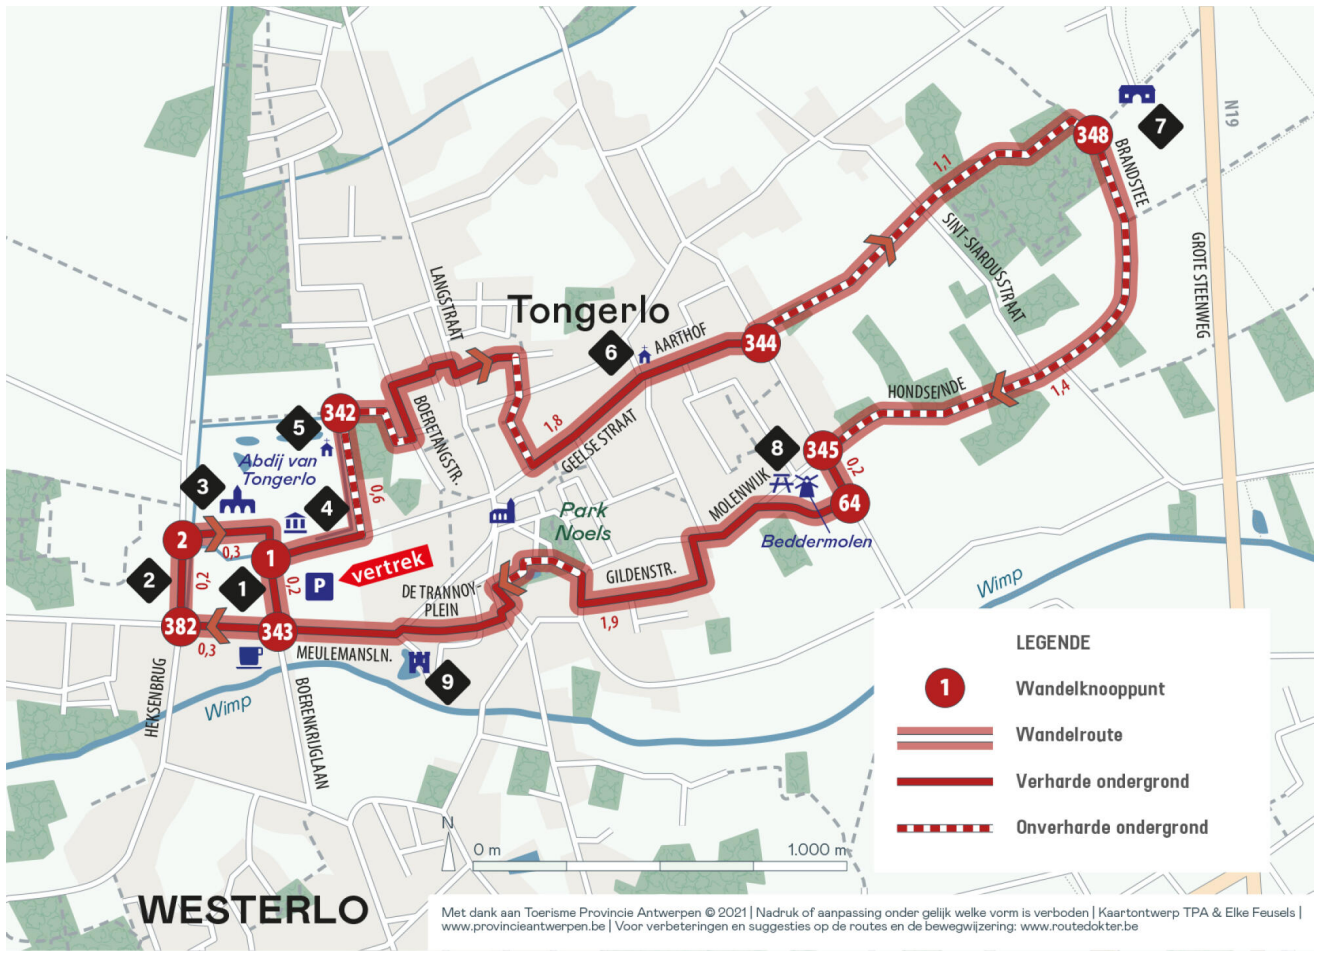 7
N19
348
BRANDSTEE
1,1
SINT-SIARDUSSTRAAT
GROTE STEENWEG
LANGSTRAAT
Tongerlo
6
AARTHOF
344
HONDSEINDE
1,4
342
5
BOERETANGSTR.
1,8
GEELSE STRAAT
8
345
0,2
Abdij van
Tongerlo
3
4
0,6
MOLENWIJK
64
Park
Noels
Beddermolen
2
0,3
1
vertrek
P
2
0,2
1
0,2
DE TRANNOY-
PLEIN
GILDENSTR.
1,9
Wimp
382
0,3
343
MEULEMANSLN.
9
HEKSENBRUG
Wimp
BOERENKRIJGLAAN
LEGENDE
1
Wandelknooppunt
Wandelroute
Verharde ondergrond
Onverharde ondergrond
N
0 m
1.000 m
WESTERLO
Met dank aan Toerisme Provincie Antwerpen © 2021 | Nadruk of aanpassing onder gelijk welke vorm is verboden | Kaartontwerp TPA & Elke Feusels |
www.provincieantwerpen.be | Voor verbeteringen en suggesties op de routes en de bewegwijzering: www.routedokter.be